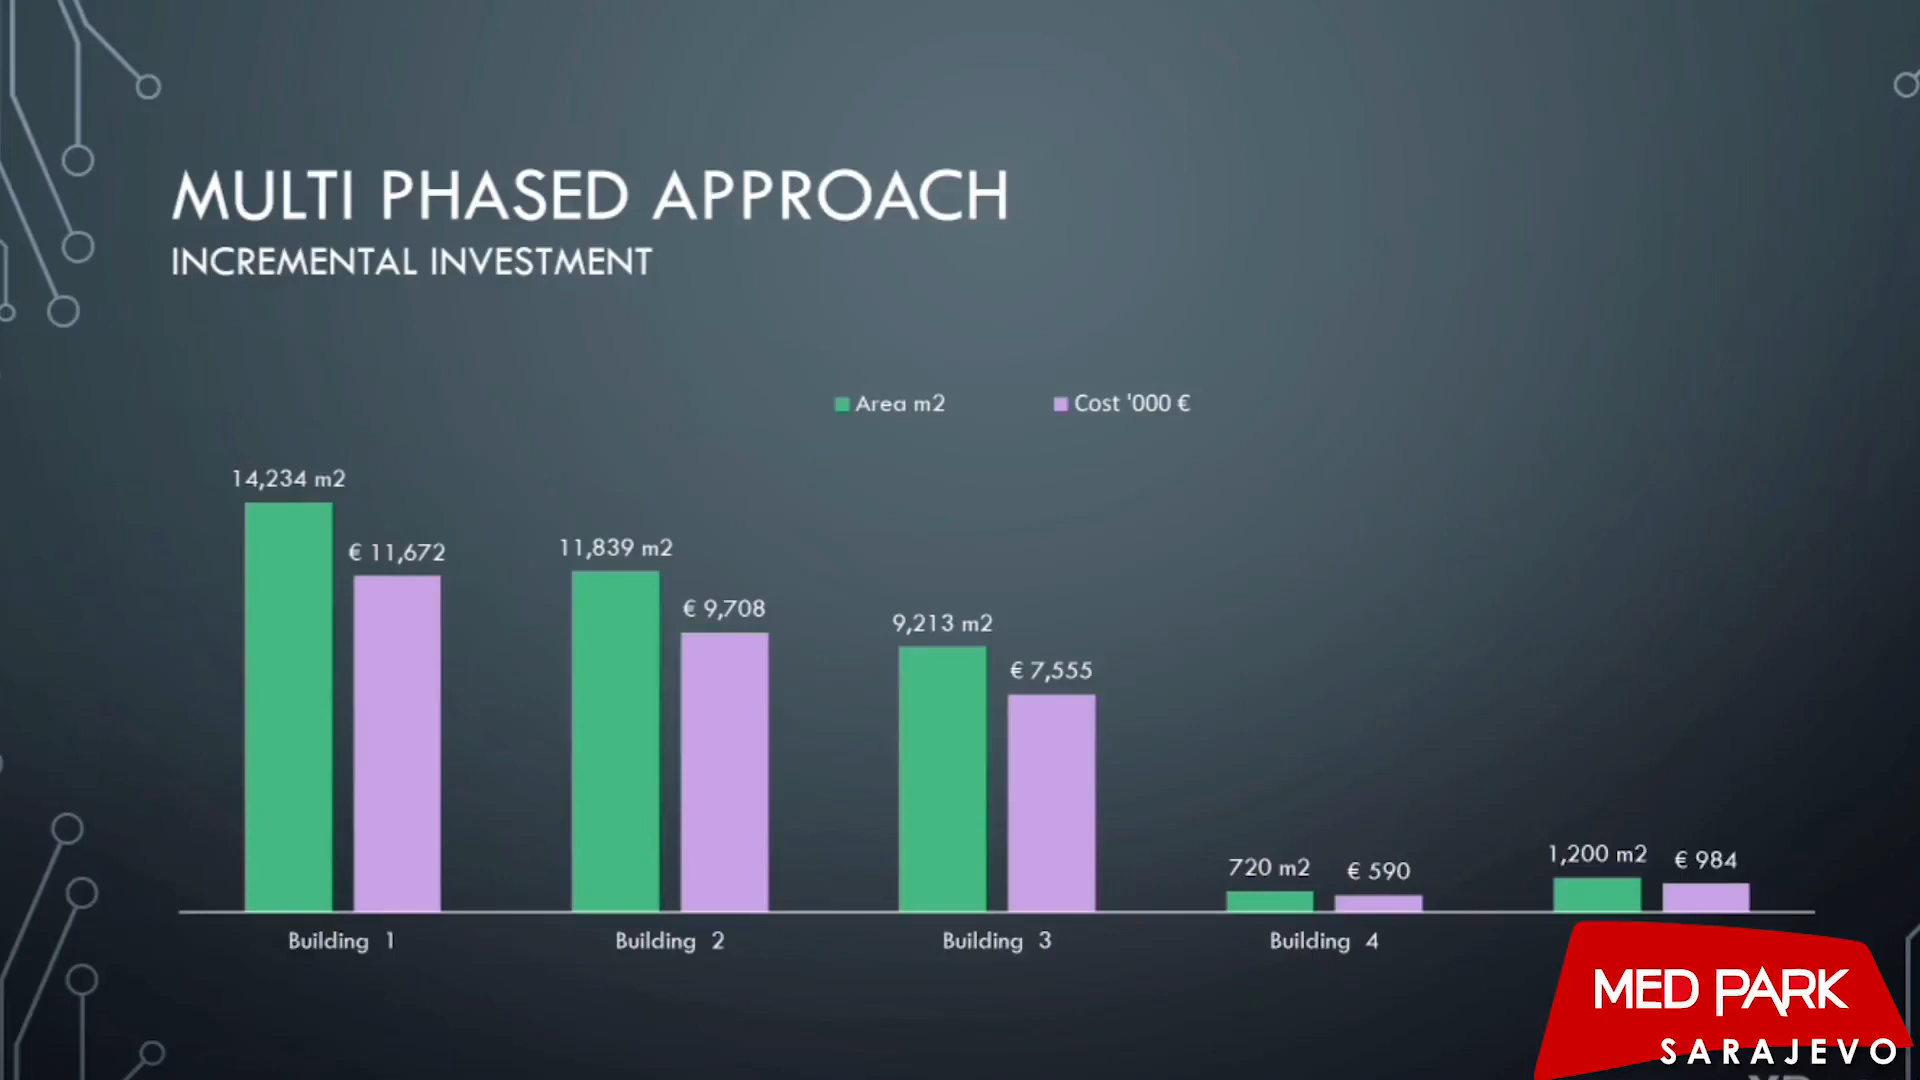 MULTI PHASED APPROACH
INCREMENTAL INVESTMENT
Area m2 Cost '000 €
14,234 m2
€ 11,672
11,839 m2
€ 9,708
9,213 m2
€ 7,555
720 m2
€ 590
1,200 m2
€ 984
Building 1 Building 2 Building 3 Building 4
MED PARK
SARAJEVO